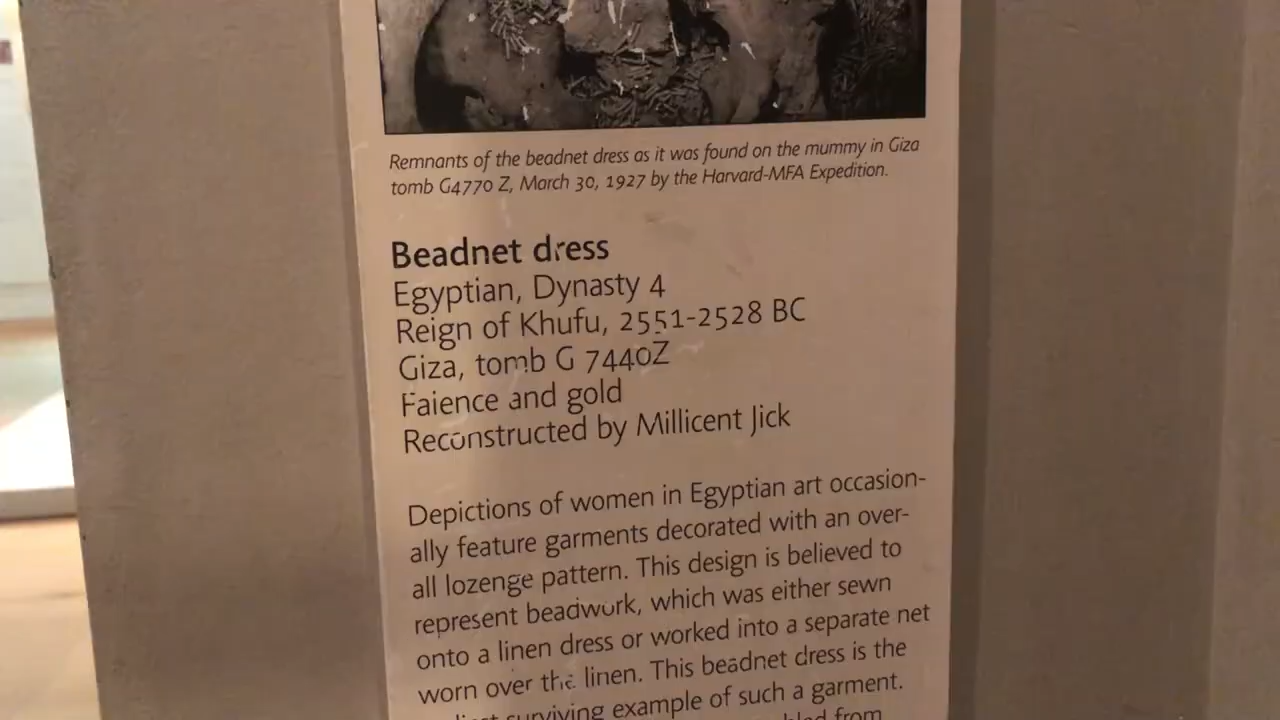 Remnants of the beadnet dress as it was found on the mummy in Giza
tomb G4770 Z, March 30, 1927 by the Harvard-MFA Expedition.
Beadnet dress
Egyptian, Dynasty 4
Reign of Khufu, 2551-2528 BC
Giza, tomb G 7440Z
Faience and gold
Reconstructed by Millicent Jick
Depictions of women in Egyptian art occasion-
ally feature garments decorated with an over-
all lozenge pattern. This design is believed to
represent beadwork, which was either sewn
onto a linen dress or worked into a separate net
worn over the linen. This beadnet dress is the
surviving example of such a garment.
from